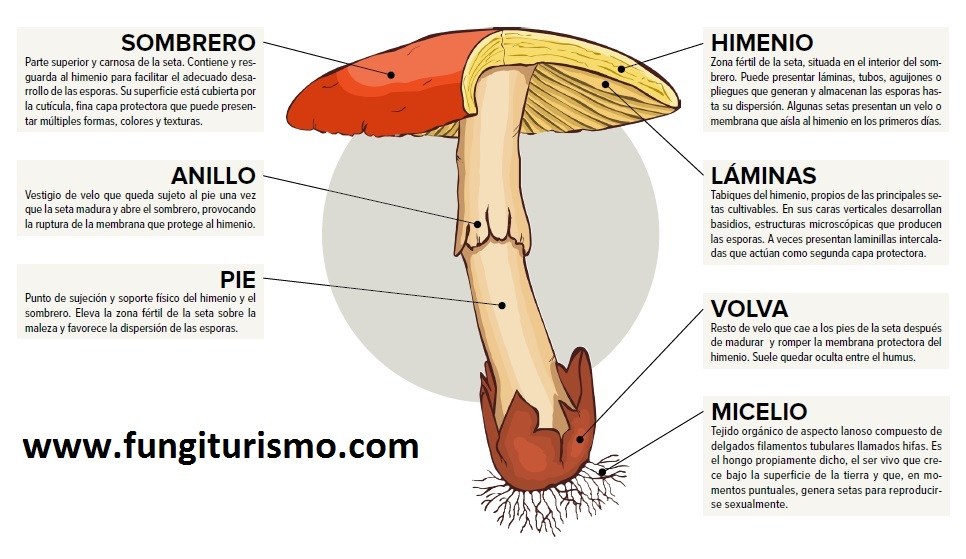 SOMBRERO
Parte superior y carnosa de la seta. Contiene y res-
guarda al himenio para facilitar el adecuado desa-
rrollo de las esporas. Su superficie está cubierta por
la cutícula, fina capa protectora que puede presen-
tar múltiples formas, colores y texturas.
ANILLO
Vestigio de velo que queda sujeto al pie una vez
que la seta madura y abre el sombrero, provocando
la ruptura de la membrana que protege al himenio.
PIE
Punto de sujeción y soporte físico del himenio y el
sombrero. Eleva la zona fértil de la seta sobre la
maleza y favorece la dispersión de las esporas.
www.fungiturismo.com
HIMENIO
Zona fértil de la seta, situada en el interior del som-
brero. Puede presentar láminas, tubos, aguijones o
pliegues que generan y almacenan las esporas has-
ta su dispersión. Algunas setas presentan un velo o
membrana que aísla al himenio en los primeros días.
LÁMINAS
Tabiques del himenio, propios de las principales se-
tas cultivables. En sus caras verticales desarrollan
basidios, estructuras microscópicas que producen
las esporas. A veces presentan laminillas intercala-
das que actúan como segunda capa protectora.
VOLVA
Resto de velo que cae a los pies de la seta después
de madurar y romper la membrana protectora del
himenio. Suele quedar oculta entre el humus.
MICELIO
Tejido orgánico de aspecto lanoso compuesto de
delgados filamentos tubulares llamados hifas. Es
el hongo propiamente dicho, el ser vivo que cre-
ce bajo la superficie de la tierra y que, en mo-
mentos puntuales, genera setas para reproducir-
se sexualmente.